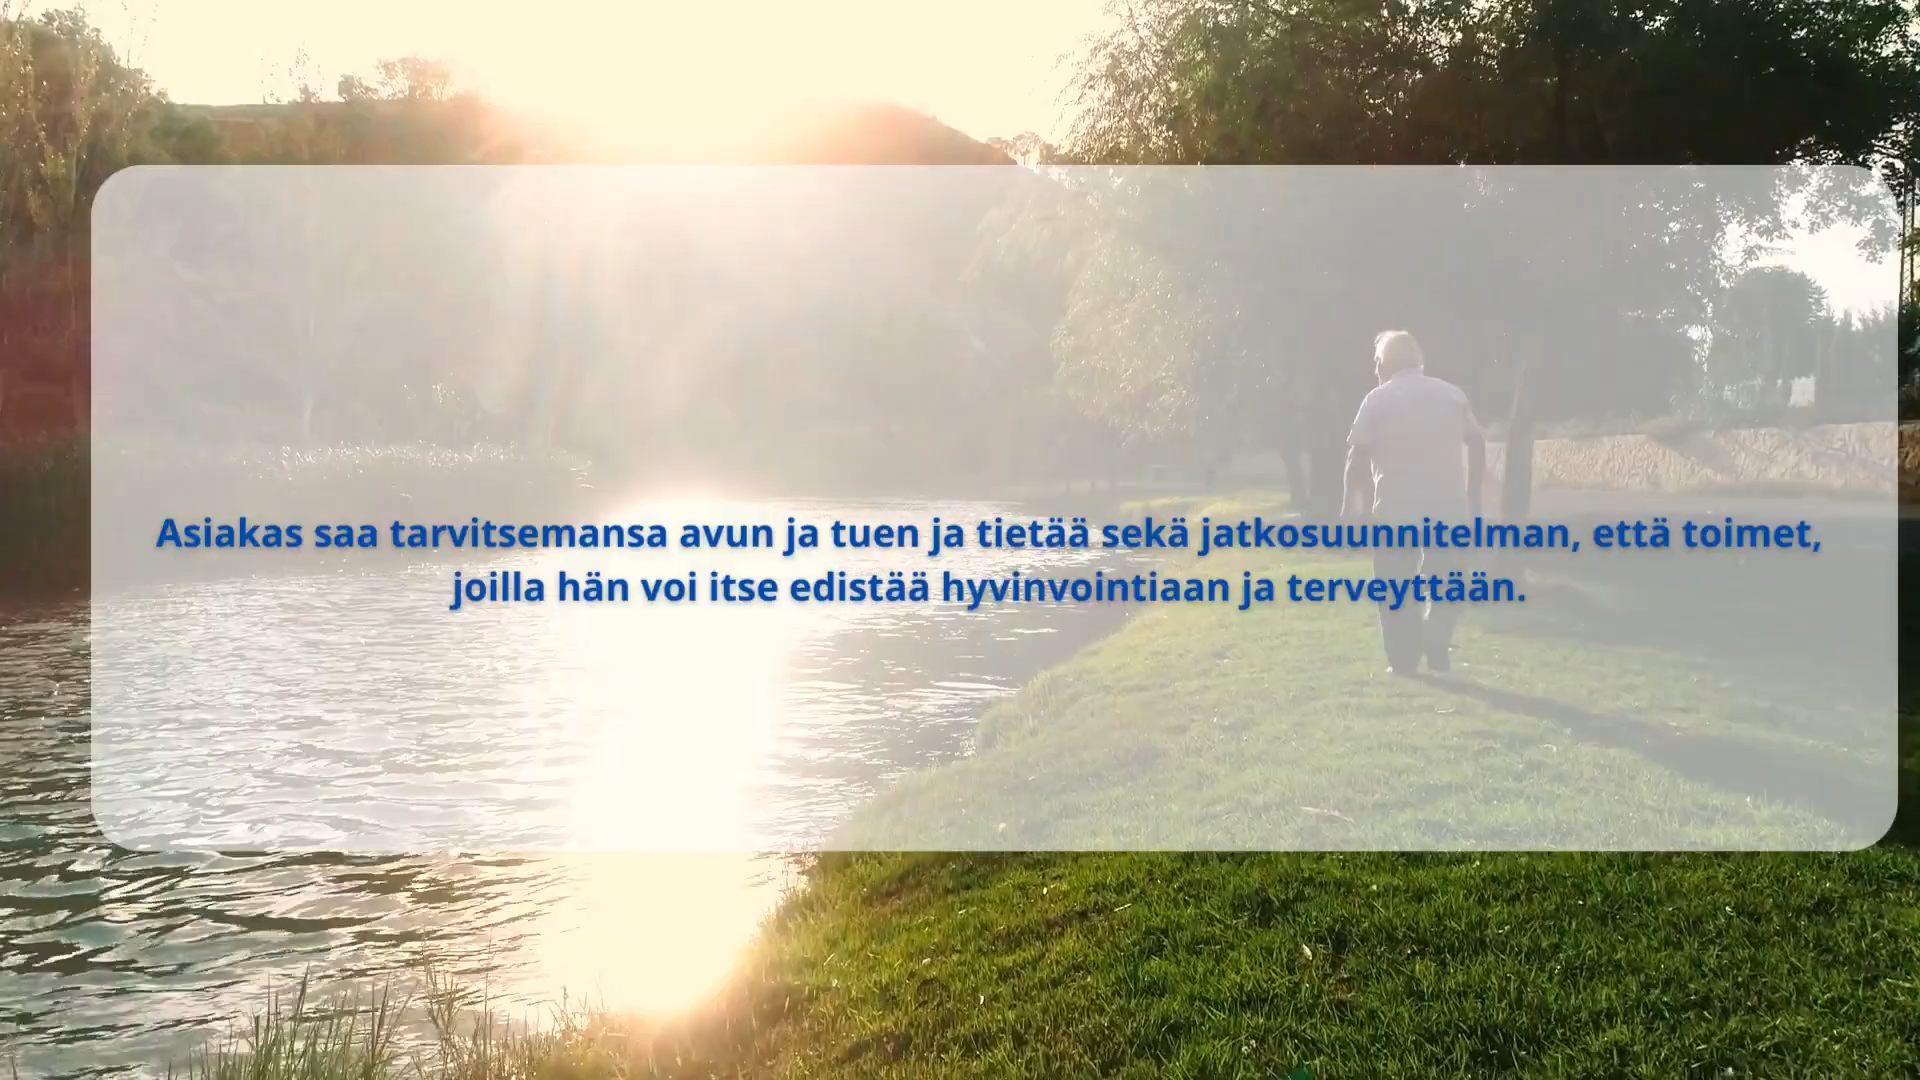 Asiakas saa tarvitsemansa avun ja tuen ja tietää sekä jatkosuunnitelman, että toimet,
joilla hän voi itse edistää hyvinvointiaan ja terveyttään.